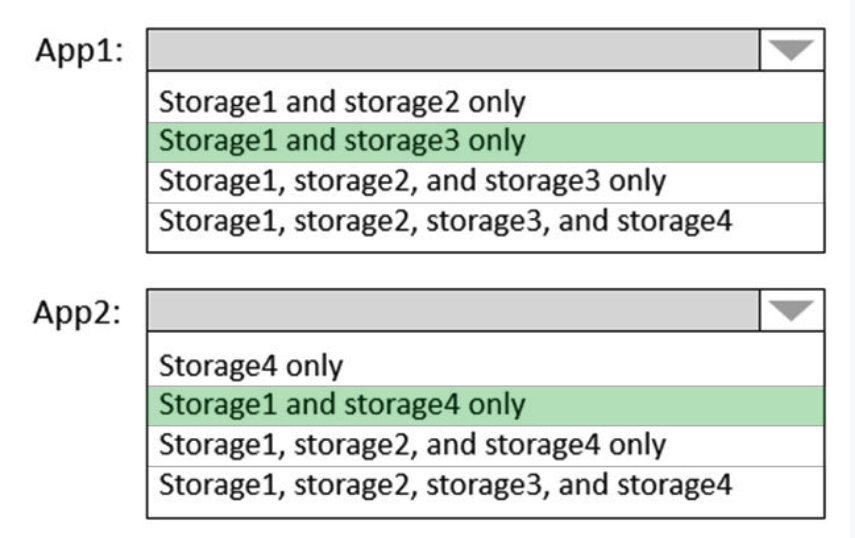 App1:
Storage1 and storage2 only
Storage1 and storage3 only
Storage1, storage2, and storage3 only
Storage1, storage2, storage3, and storage4
App2:
Storage4 only
Storage1 and storage4 only
Storage1, storage2, and storage4 only
Storage1, storage2, storage3, and storage4